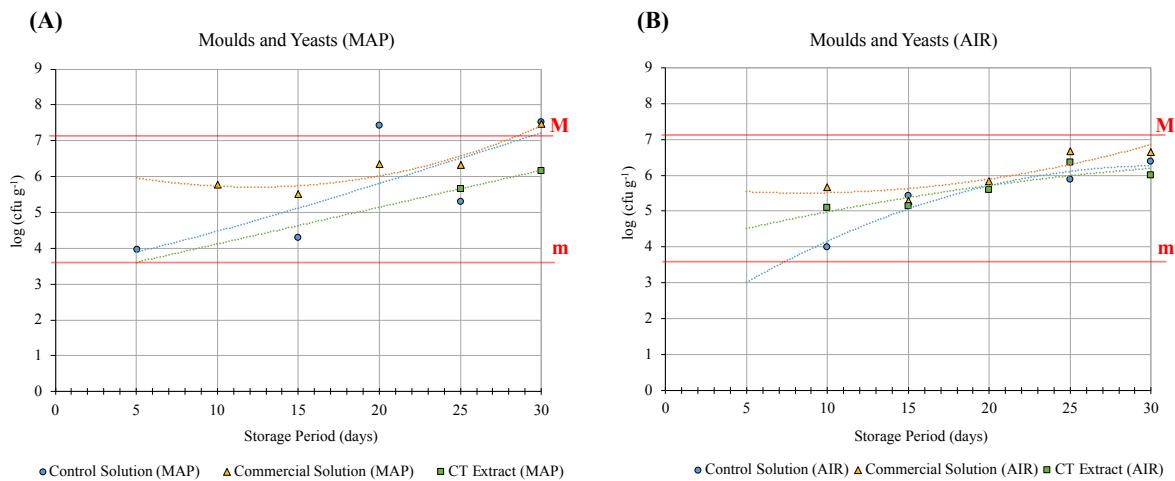 (A)
Moulds and Yeasts (MAP)
9
8
7
6
5
4
3
2
1
0
log (cfu g⁻¹)
M
m
0 5 10 15 20 25 30
Storage Period (days)
Control Solution (MAP) Commercial Solution (MAP) CT Extract (MAP)
(B)
Moulds and Yeasts (AIR)
9
8
7
6
5
4
3
2
1
0
log (cfu g⁻¹)
M
m
0 5 10 15 20 25 30
Storage Period (days)
Control Solution (AIR) Commercial Solution (AIR) CT Extract (AIR)